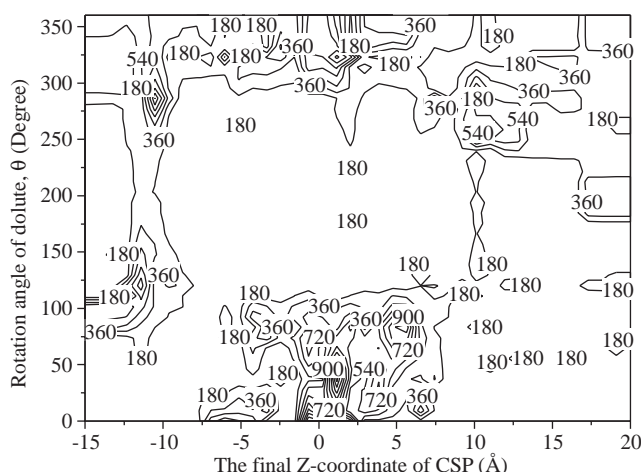 350
180 180 360 180 360 180 360
540 180 180 180
300
180 360 360 180 360
250
360 180 540 540 180
200
180 360
150
180
180 180 180
100
180 360 180 180 180 180
360 180 360 360 900 180 180
50
180 720 720
180 900 540 180 180 180
0
180 360 720 720 360
-15 -10 -5 0 5 10 15 20
Rotation angle of dolute, θ (Degree)
The final Z-coordinate of CSP (Å)